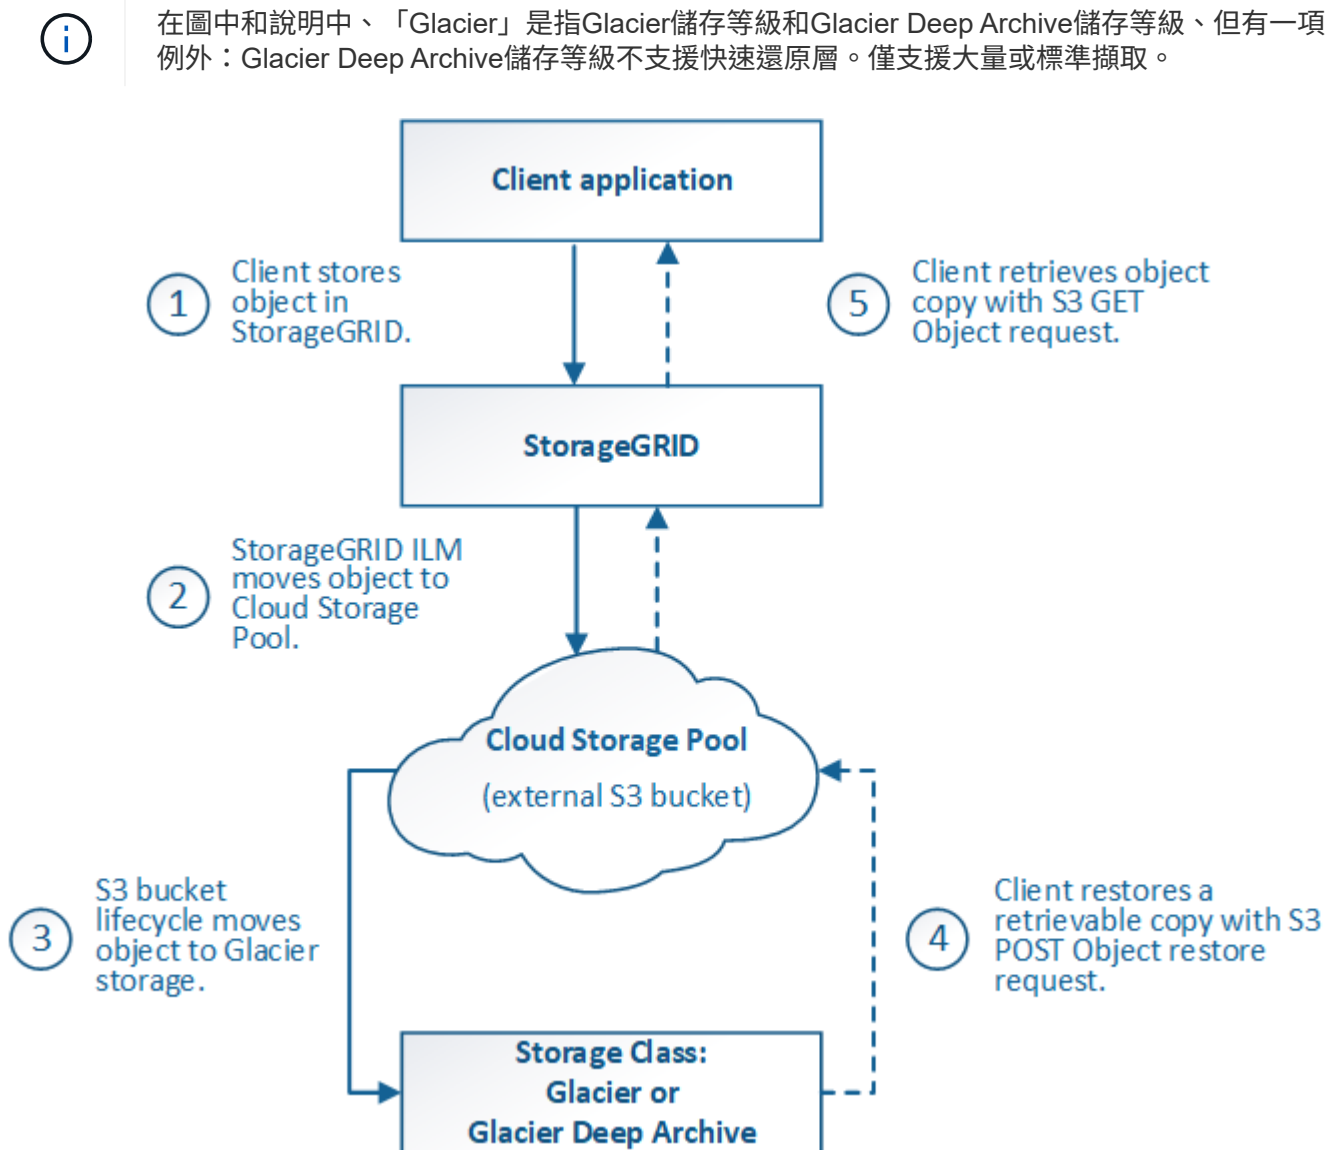 在圖中和說明中、「Glacier」是指Glacier儲存等級和Glacier Deep Archive儲存等級、但有一項
例外：Glacier Deep Archive儲存等級不支援快速還原層。僅支援大量或標準擷取。
Client application
1
Client stores
object in
StorageGRID.
5
Client retrieves object
copy with S3 GET
Object request.
StorageGRID
2
StorageGRID ILM
moves object to
Cloud Storage
Pool.
Cloud Storage Pool
(external S3 bucket)
3
S3 bucket
lifecycle moves
object to Glacier
storage.
4
Client restores a
retrievable copy with S3
POST Object restore
request.
Storage Class:
Glacier or
Glacier Deep Archive